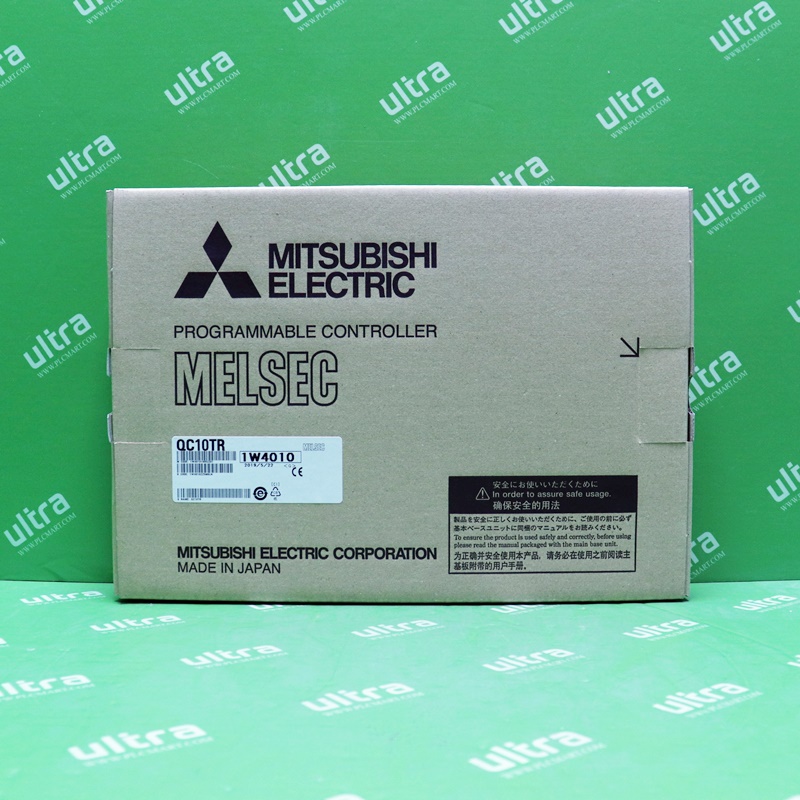 MITSUBISHI
ELECTRIC
PROGRAMMABLE CONTROLLER
MELSEC
QC10TR
MELSEC
1W4010
2019/5/22
CE
MITSUBISHI ELECTRIC CORPORATION
MADE IN JAPAN
安全にお使いいただくために
In order to assure safe usage.
确保安全的用法
製品を安全に正しくお使いいただくために、ご使用の前に必ず
基本ベースユニットに同梱のマニュアルをお読みください。
To ensure the product is used safely and correctly, before using
please read the manual packaged with the main base unit.
为正确并安全使用本产品，请务必在使用之前阅读主
基板附带的用户手册.
ultra
WWW.PLCMART.COM